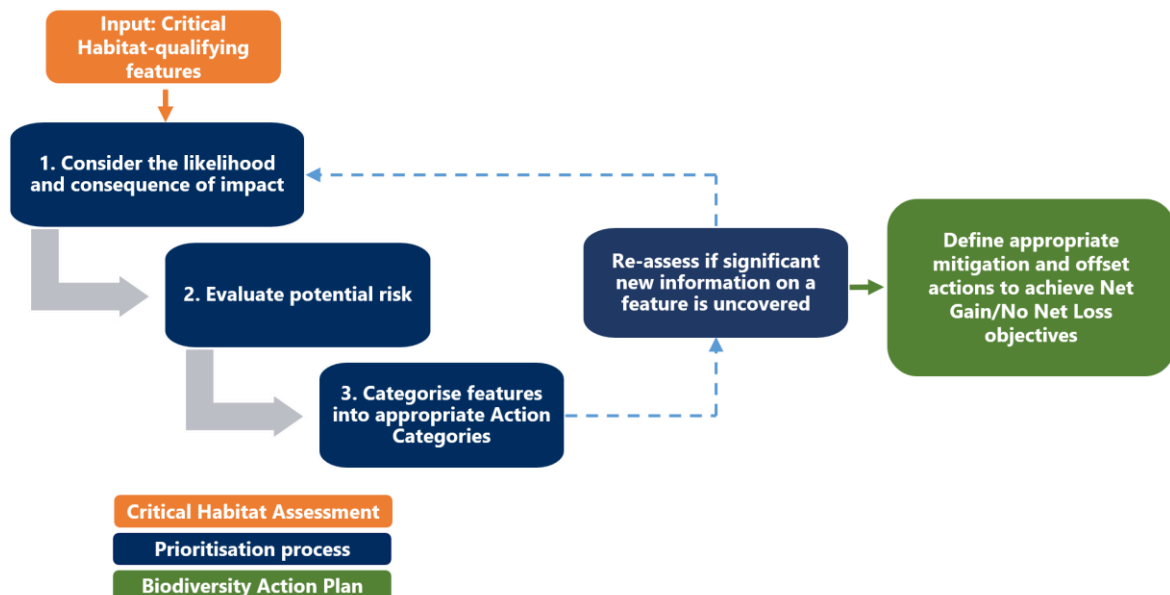 Input: Critical
Habitat-qualifying
features
1. Consider the likelihood
and consequence of impact
2. Evaluate potential risk
3. Categorise features
into appropriate Action
Categories
Re-assess if significant
new information on a
feature is uncovered
Define appropriate
mitigation and offset
actions to achieve Net
Gain/No Net Loss
objectives
Critical Habitat Assessment
Prioritisation process
Biodiversity Action Plan